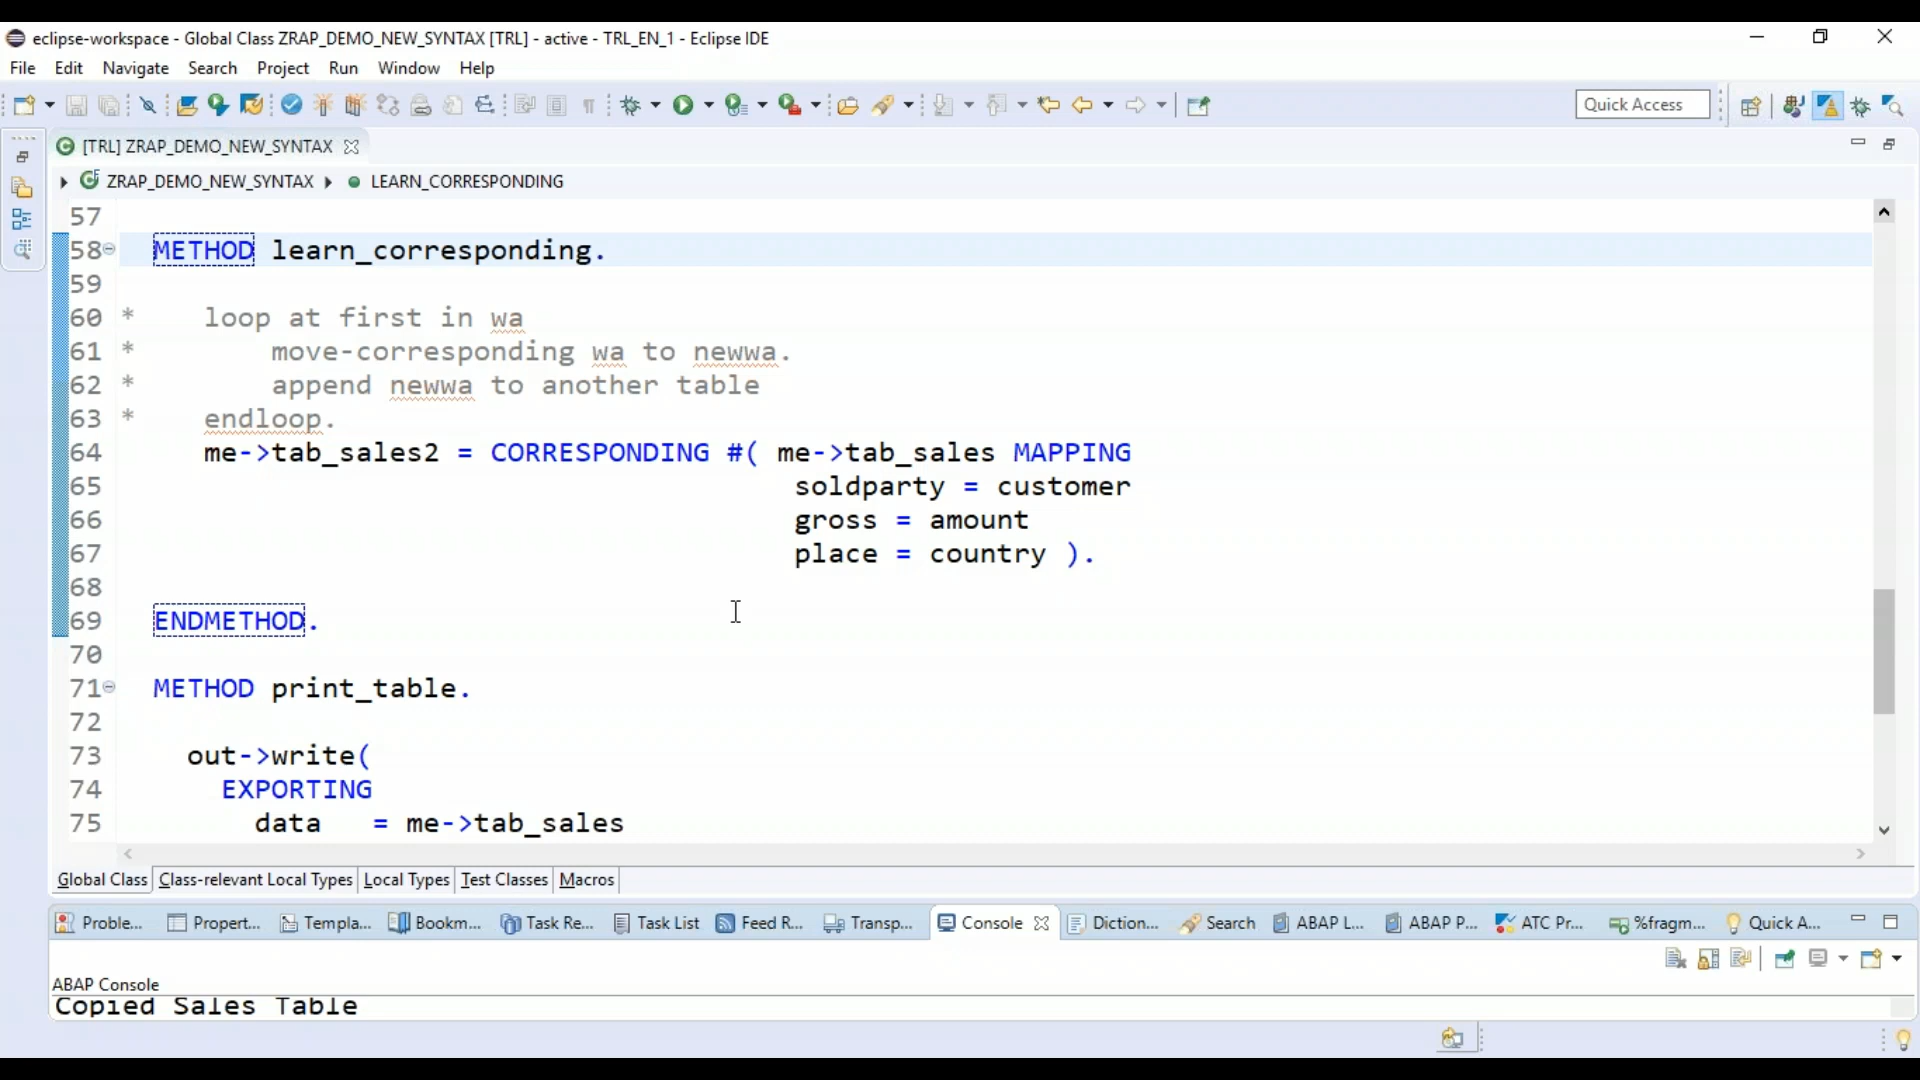 eclipse-workspace - Global Class ZRAP_DEMO_NEW_SYNTAX [TRL] - active - TRL_EN_1 - Eclipse IDE
File Edit Navigate Search Project Run Window Help
Quick Access
[TRL] ZRAP_DEMO_NEW_SYNTAX
ZRAP_DEMO_NEW_SYNTAX LEARN_CORRESPONDING
57
58 METHOD learn_corresponding.
59
60 * loop at first in wa
61 * move-corresponding wa to newwa.
62 * append newwa to another table
63 * endloop.
64 me->tab_sales2 = CORRESPONDING #( me->tab_sales MAPPING
65 soldparty = customer
66 gross = amount
67 place = country ).
68
69 ENDMETHOD.
70
71 METHOD print_table.
72
73 out->write(
74 EXPORTING
75 data = me->tab_sales
Global Class Class-relevant Local Types Local Types Test Classes Macros
Proble... Propert... Templa... Bookm... Task Re... Task List Feed R... Transp... Console Diction... Search ABAP L... ABAP P... ATC Pr... %fragm... Quick A...
ABAP Console
Copied Sales Table